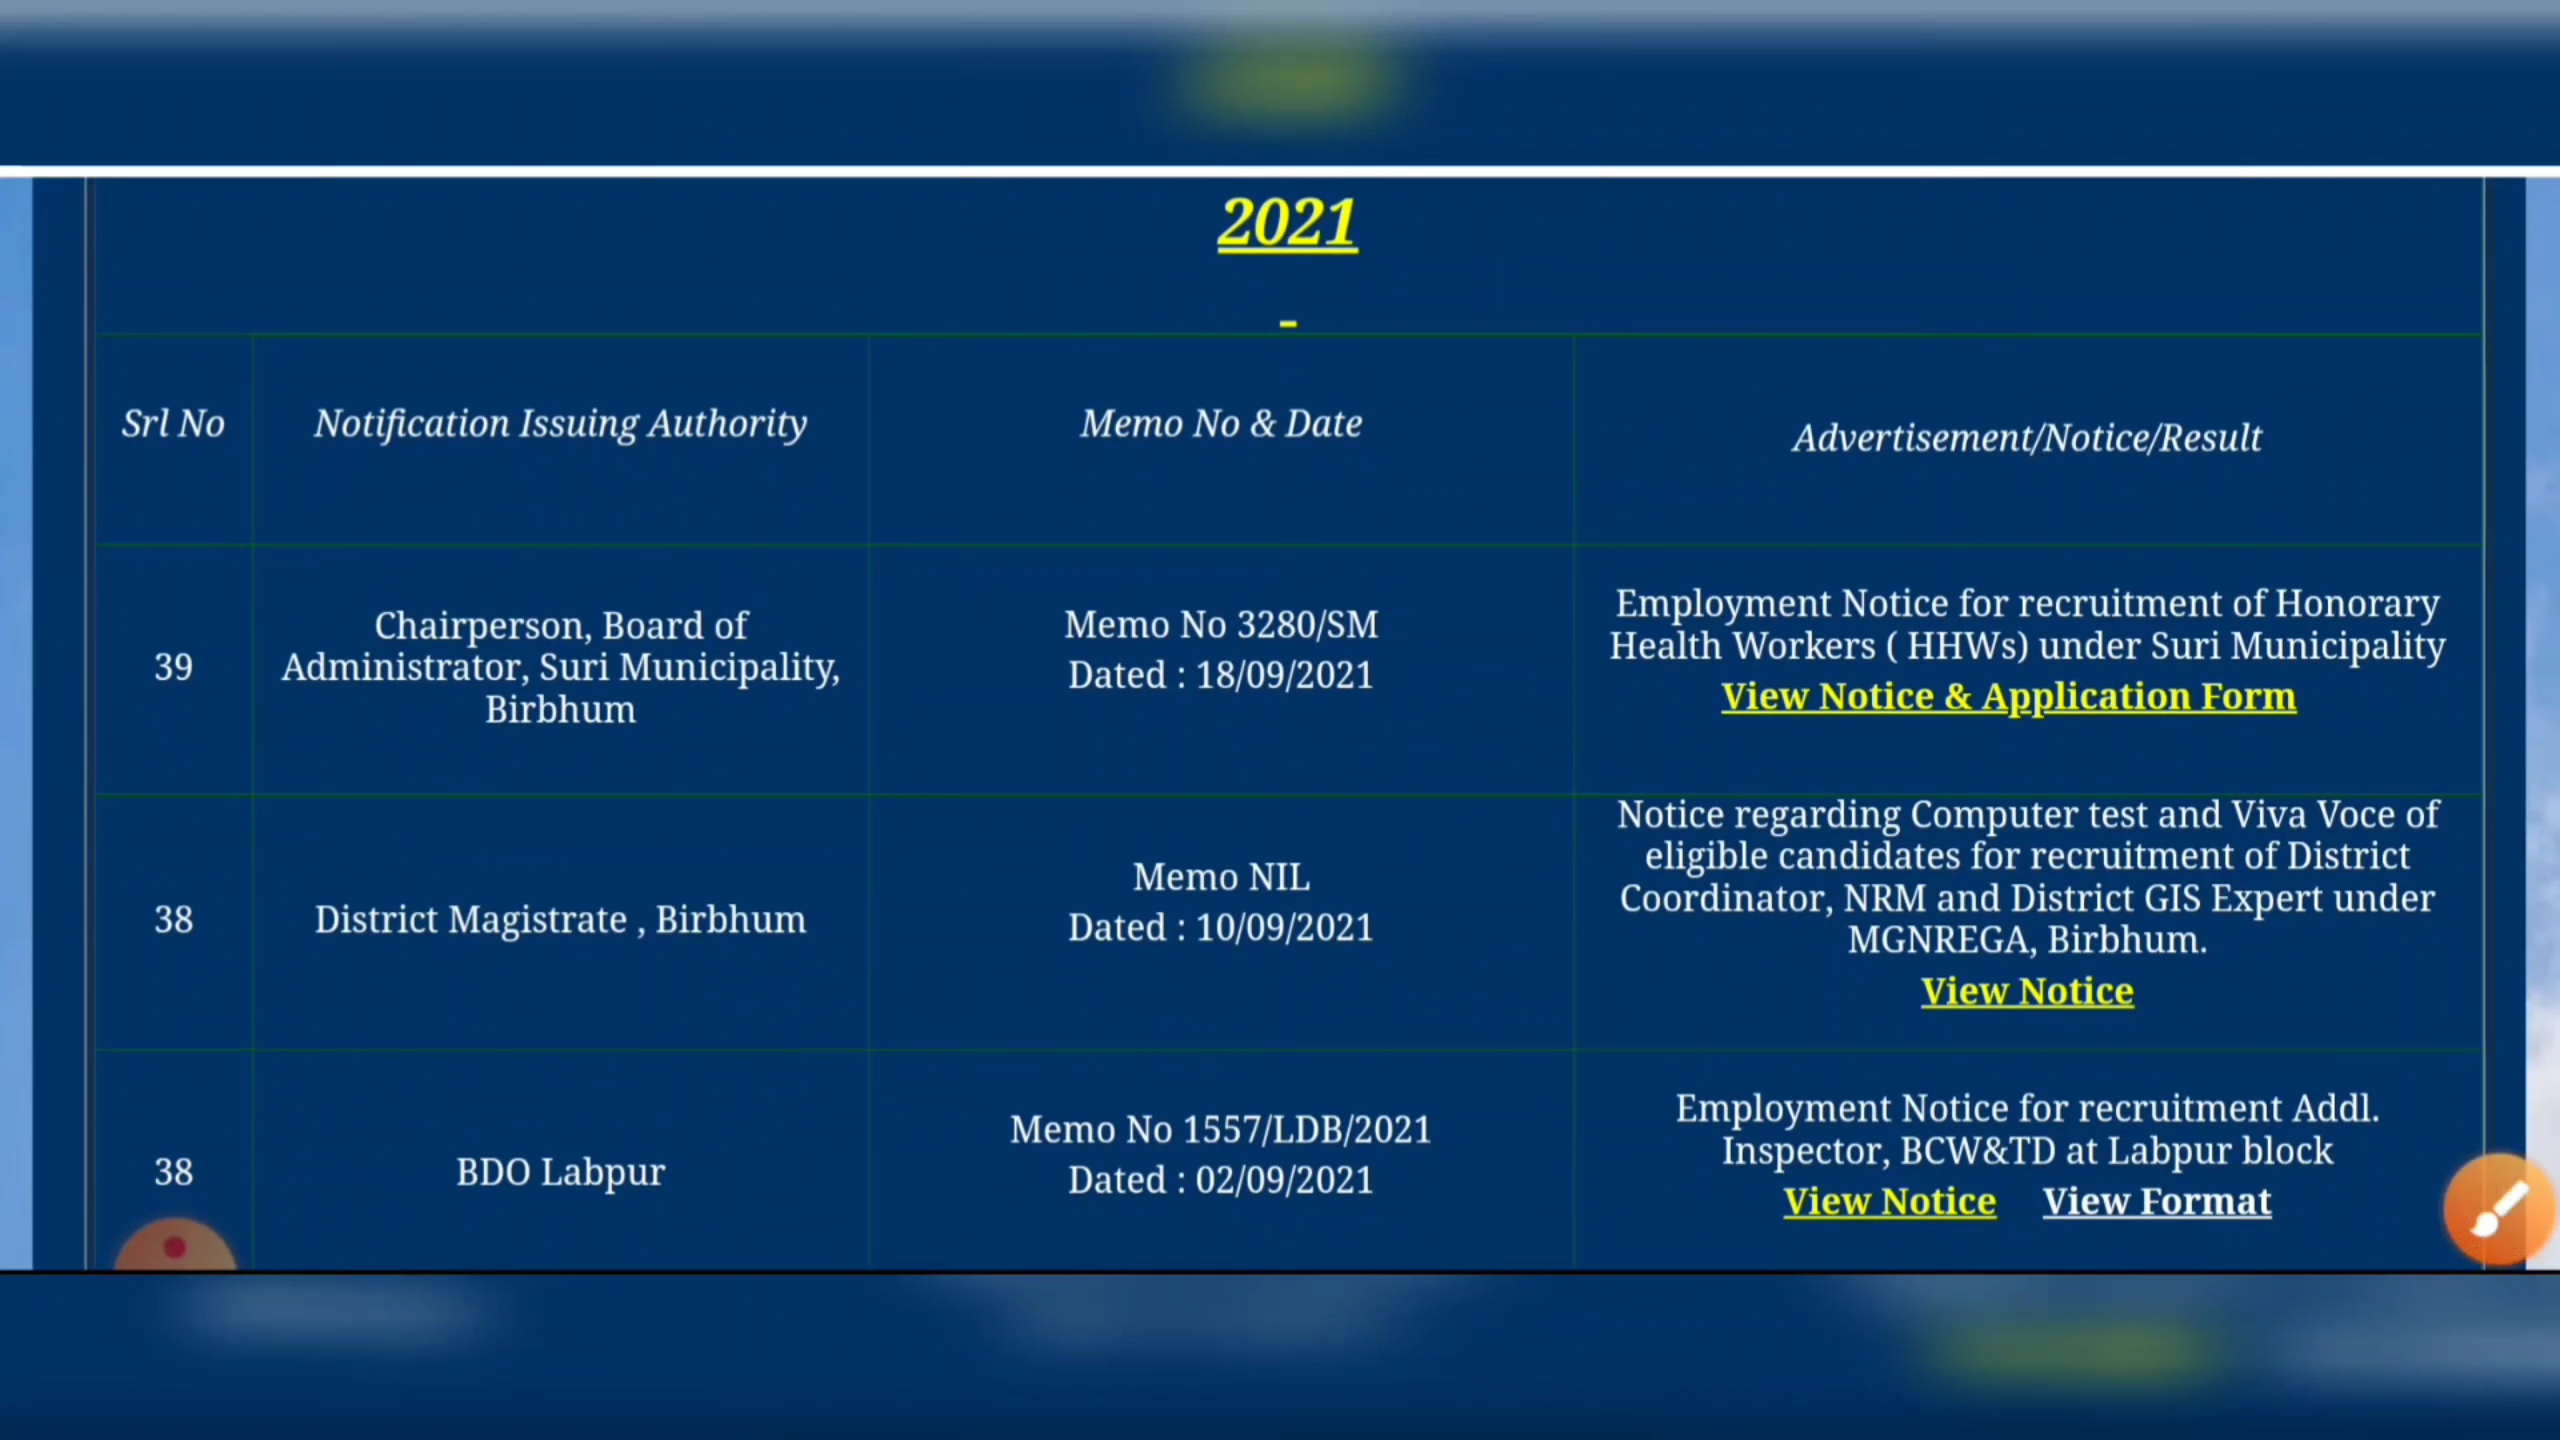 2021
Srl No
Notification Issuing Authority
Memo No & Date
Advertisement/Notice/Result
39
Chairperson, Board of
Administrator, Suri Municipality,
Birbhum
Memo No 3280/SM
Dated : 18/09/2021
Employment Notice for recruitment of Honorary
Health Workers ( HHWs) under Suri Municipality
View Notice & Application Form
38
District Magistrate , Birbhum
Memo NIL
Dated : 10/09/2021
Notice regarding Computer test and Viva Voce of
eligible candidates for recruitment of District
Coordinator, NRM and District GIS Expert under
MGNREGA, Birbhum.
View Notice
38
BDO Labpur
Memo No 1557/LDB/2021
Dated : 02/09/2021
Employment Notice for recruitment Addl.
Inspector, BCW&TD at Labpur block
View Notice View Format